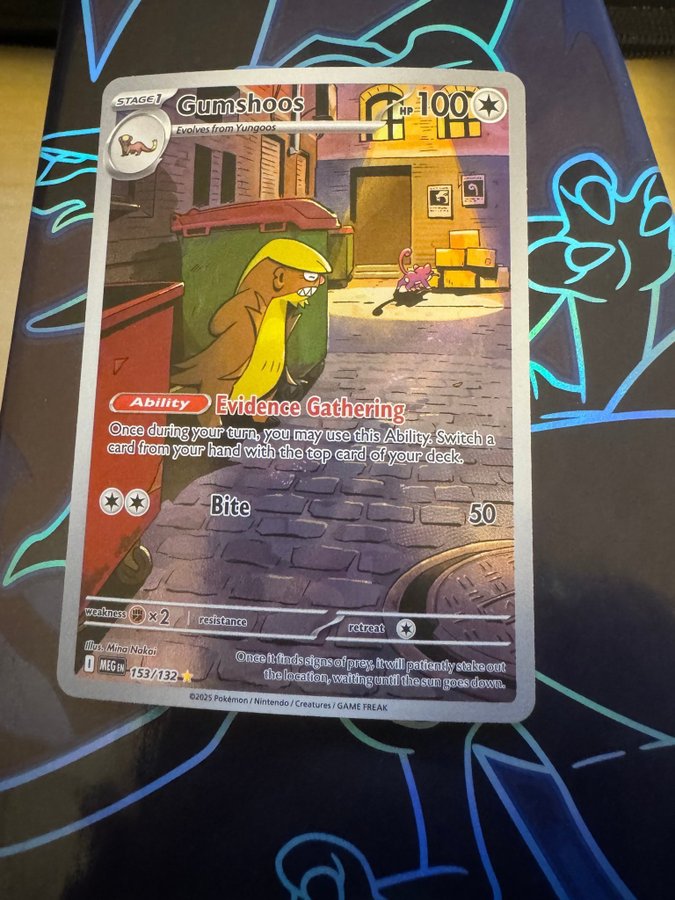 STAGE 1 Gumshoos HP 100
Evolves from Yungoos
Ability Evidence Gathering
Once during your turn, you may use this Ability. Switch a
card from your hand with the top card of your deck.
Bite 50
weakness ×2 resistance retreat
Illus. Mina Nakai
Once it finds signs of prey, it will patiently stake out
the location, waiting until the sun goes down.
I MEG EN 153/132
©2025 Pokémon / Nintendo / Creatures / GAME FREAK